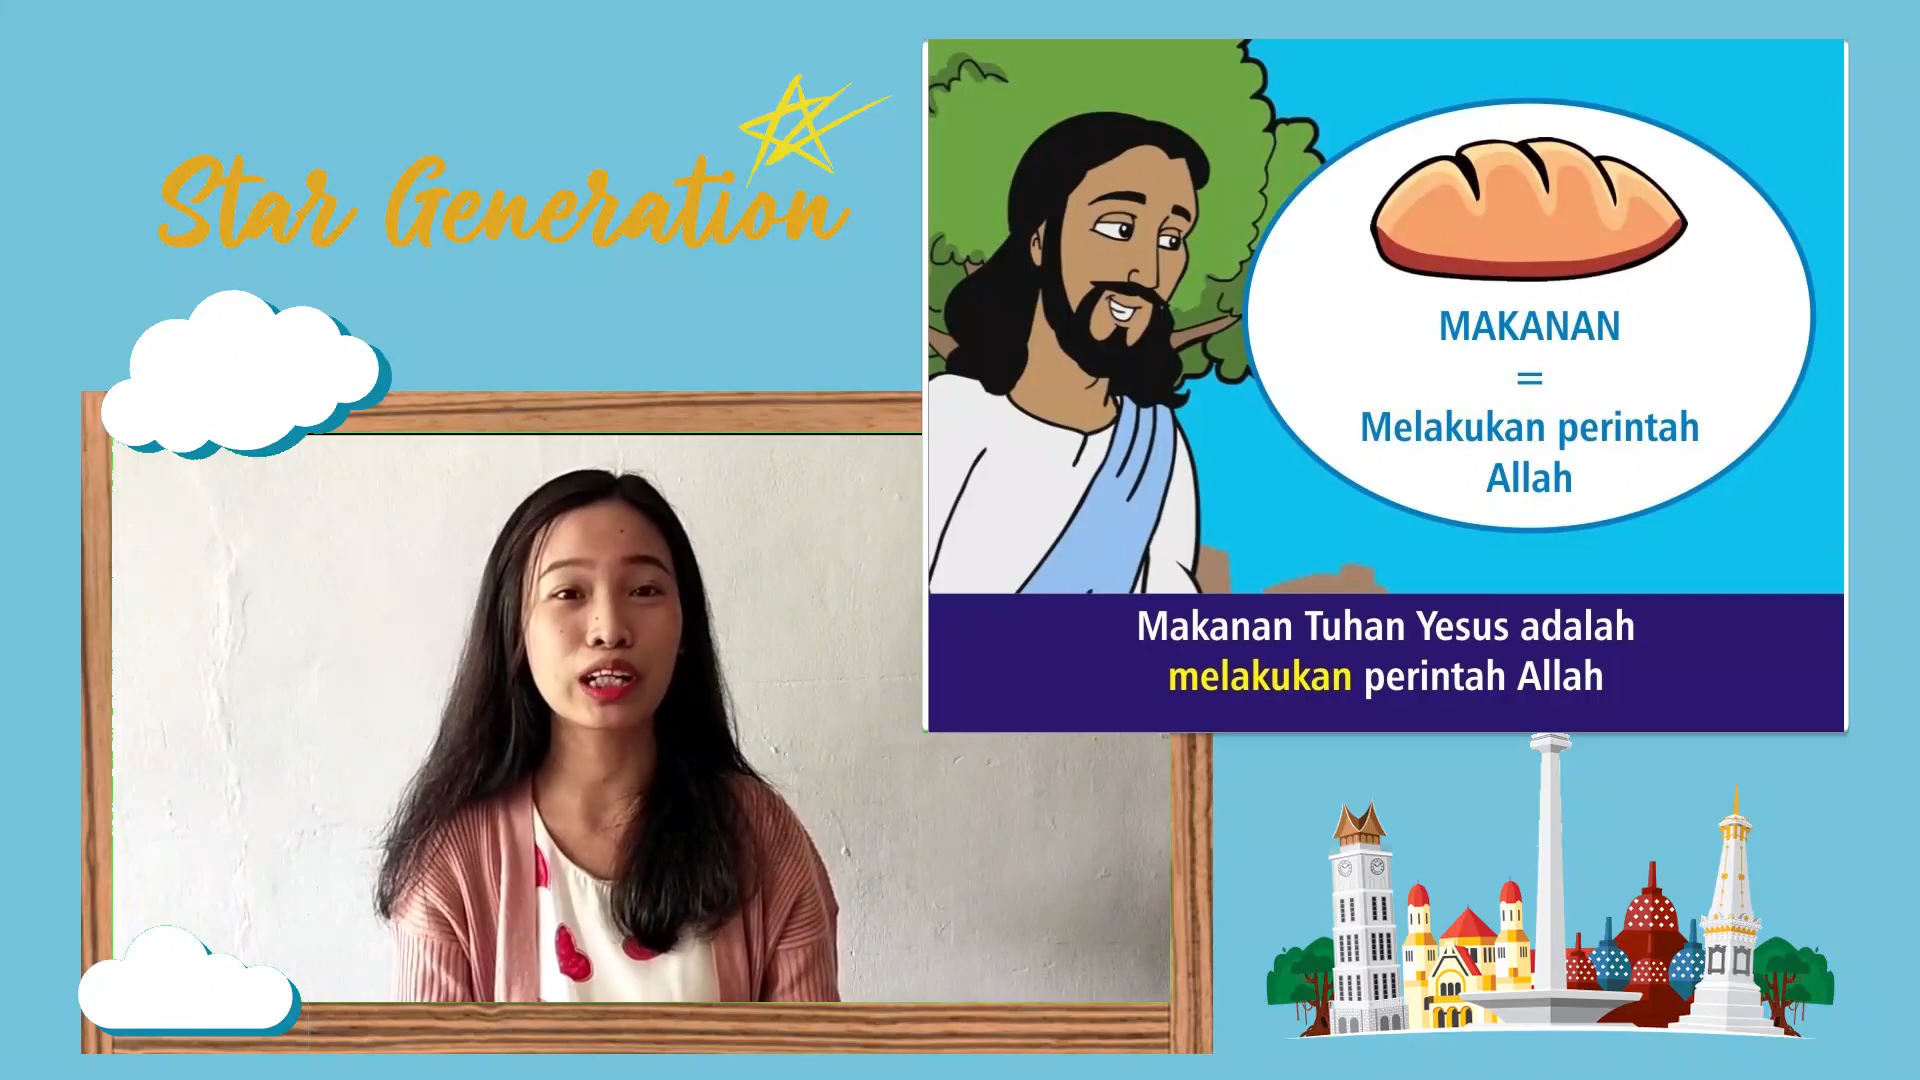 Star Generation
MAKANAN
=
Melakukan perintah
Allah
Makanan Tuhan Yesus adalah
melakukan perintah Allah